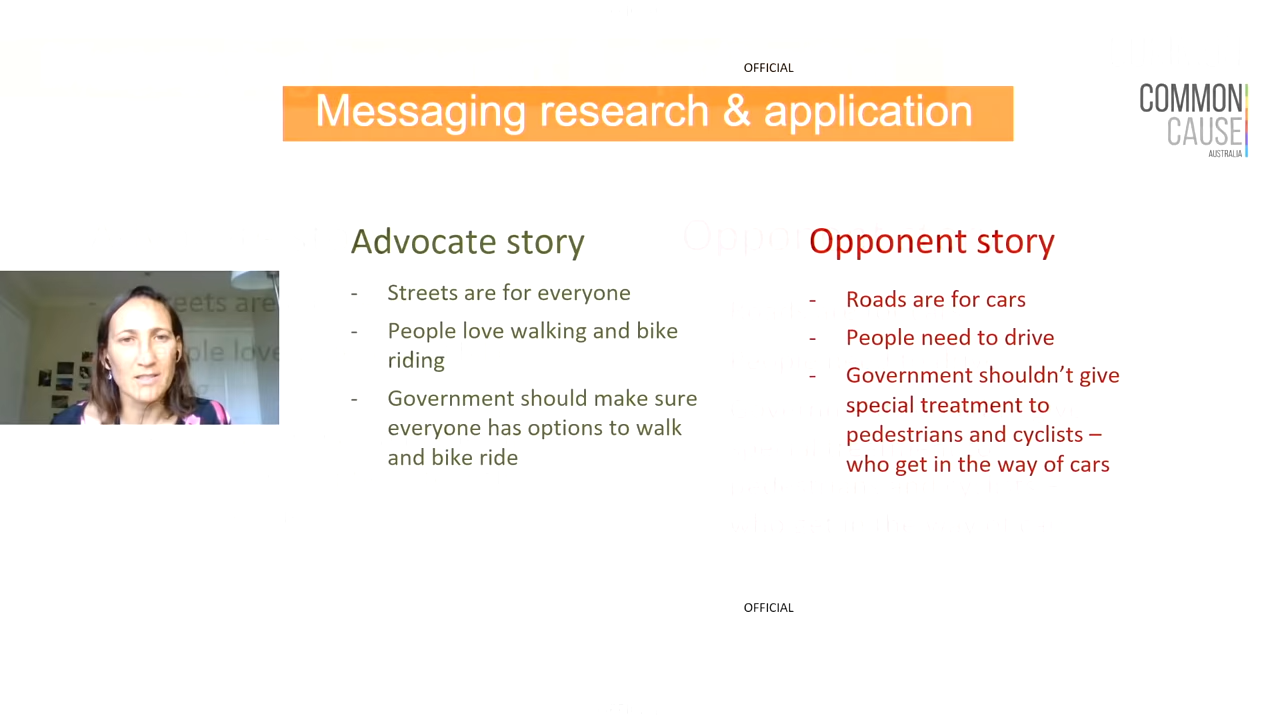 OFFICIAL
Messaging research & application
COMMON
CAUSE
AUSTRALIA
Advocate story
- Streets are for everyone
- People love walking and bike
riding
- Government should make sure
everyone has options to walk
and bike ride
Opponent story
- Roads are for cars
- People need to drive
- Government shouldn’t give
special treatment to
pedestrians and cyclists –
who get in the way of cars
OFFICIAL